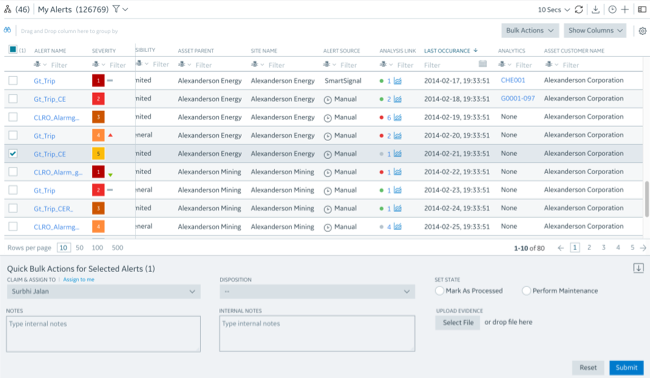 (46) My Alerts (126769) 10 Secs
Drag and Drop column here to group by Bulk Actions Show Columns
(1) ALERT NAME SEVERITY SIBILITY ASSET PARENT SITE NAME ALERT SOURCE ANALYSIS LINK LAST OCCURANCE ANALYTICS ASSET CUSTOMER NAME
Filter Filter Filter Filter Filter Filter Filter Filter Filter Filter
Gt_Trip 1 mited Alexanderson Energy Alexanderson Energy SmartSignal 1 2014-02-17, 19:33:51 CHE001 Alexanderson Corporation
Gt_Trip_CE 2 mited Alexanderson Energy Alexanderson Energy Manual 2 2014-02-18, 19:33:51 G0001-097 Alexanderson Corporation
CLRO_Alarmg... 3 mited Alexanderson Energy Alexanderson Energy Manual 6 2014-02-19, 19:33:51 None Alexanderson Corporation
Gt_Trip 4 eneral Alexanderson Energy Alexanderson Energy Manual 2 2014-02-20, 19:33:51 None Alexanderson Corporation
Gt_Trip_CE 5 mited Alexanderson Energy Alexanderson Energy Manual 1 2014-02-21, 19:33:51 None Alexanderson Corporation
CLRO_Alarm_g... 1 mited Alexanderson Mining Alexanderson Mining Manual 1 2014-02-22, 19:33:51 None Alexanderson Corporation
Gt_Trip 2 eneral Alexanderson Mining Alexanderson Mining Manual 1 2014-02-23, 19:33:51 None Alexanderson Corporation
Gt_Trip_CER_ 3 mited Alexanderson Mining Alexanderson Mining Manual 5 2014-02-24, 19:33:51 None Alexanderson Corporation
CLRO_Alarmg... 4 eneral Alexanderson Mining Alexanderson Mining Manual 4 2014-02-25, 19:33:51 None Alexanderson Corporation
Rows per page 10 50 100 500 1-10 of 80 1 2 3 4 5
Quick Bulk Actions for Selected Alerts (1)
CLAIM & ASSIGN TO | Assign to me DISPOSITION SET STATE
Surbhi Jalan -- Mark As Processed Perform Maintenance
NOTES INTERNAL NOTES UPLOAD EVIDENCE
Type internal notes Type internal notes Select File or drop file here
Reset Submit